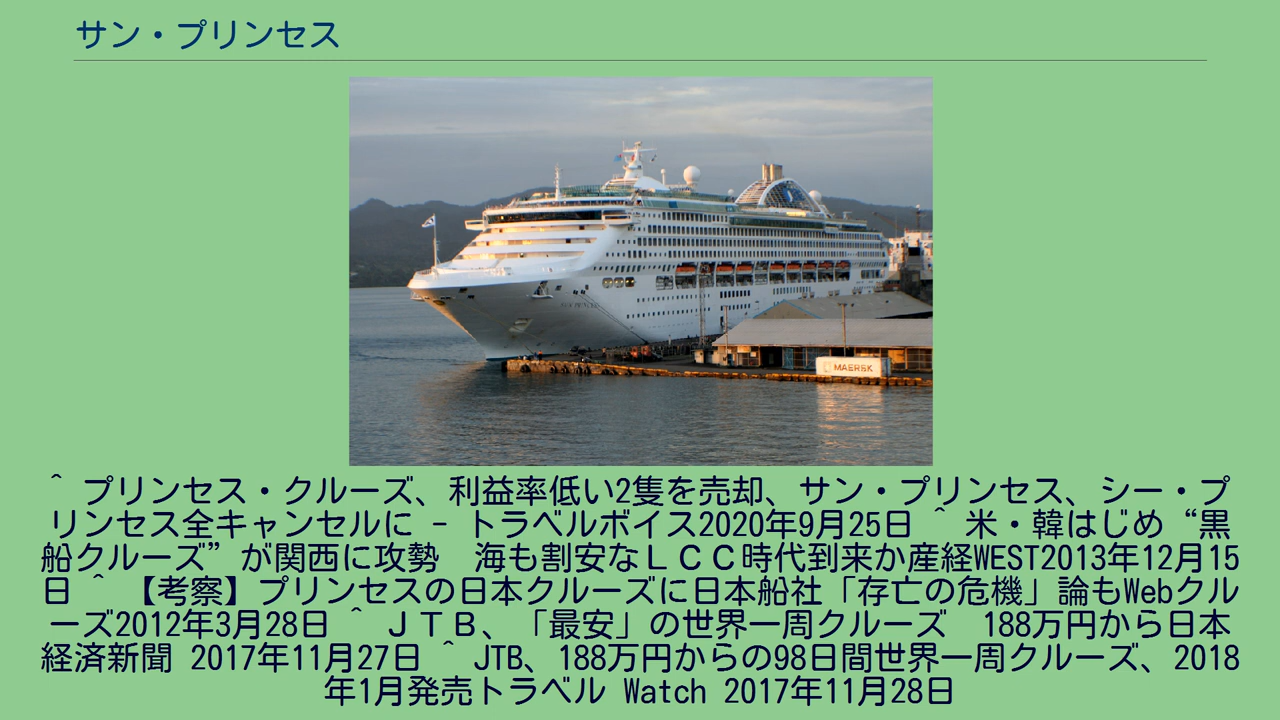 サン・プリンセス
MAERSK
^ プリンセス・クルーズ、利益率低い2隻を売却、サン・プリンセス、シー・プ
リンセス全キャンセルに - トラベルボイス2020年9月25日 ^ 米・韓はじめ“黒
船クルーズ”が関西に攻勢　海も割安なＬＣＣ時代到来か産経WEST2013年12月15
日 ^ 【考察】プリンセスの日本クルーズに日本船社「存亡の危機」論もWebクル
ーズ2012年3月28日 ^ ＪＴＢ、「最安」の世界一周クルーズ　188万円から日本
経済新聞 2017年11月27日 ^ JTB、188万円からの98日間世界一周クルーズ、2018
年1月発売トラベル Watch 2017年11月28日